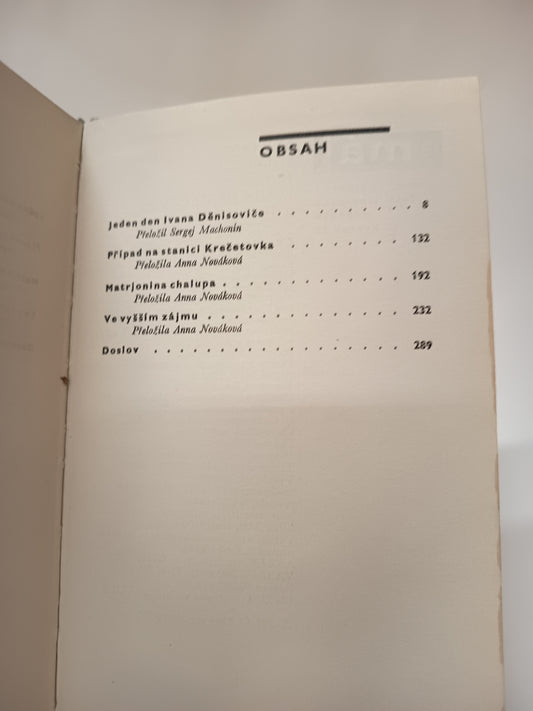 OBSAH
Jeden den Ivana Děnisoviče . . . . . . . . . . 8
Přeložil Sergej Machonin
Případ na stanici Krečetovka . . . . . . . . 132
Přeložila Anna Nováková
Matrjonina chalupa . . . . . . . . . . . . . 192
Přeložila Anna Nováková
Ve vyšším zájmu . . . . . . . . . . . . . . 232
Přeložila Anna Nováková
Doslov . . . . . . . . . . . . . . . . . . 289